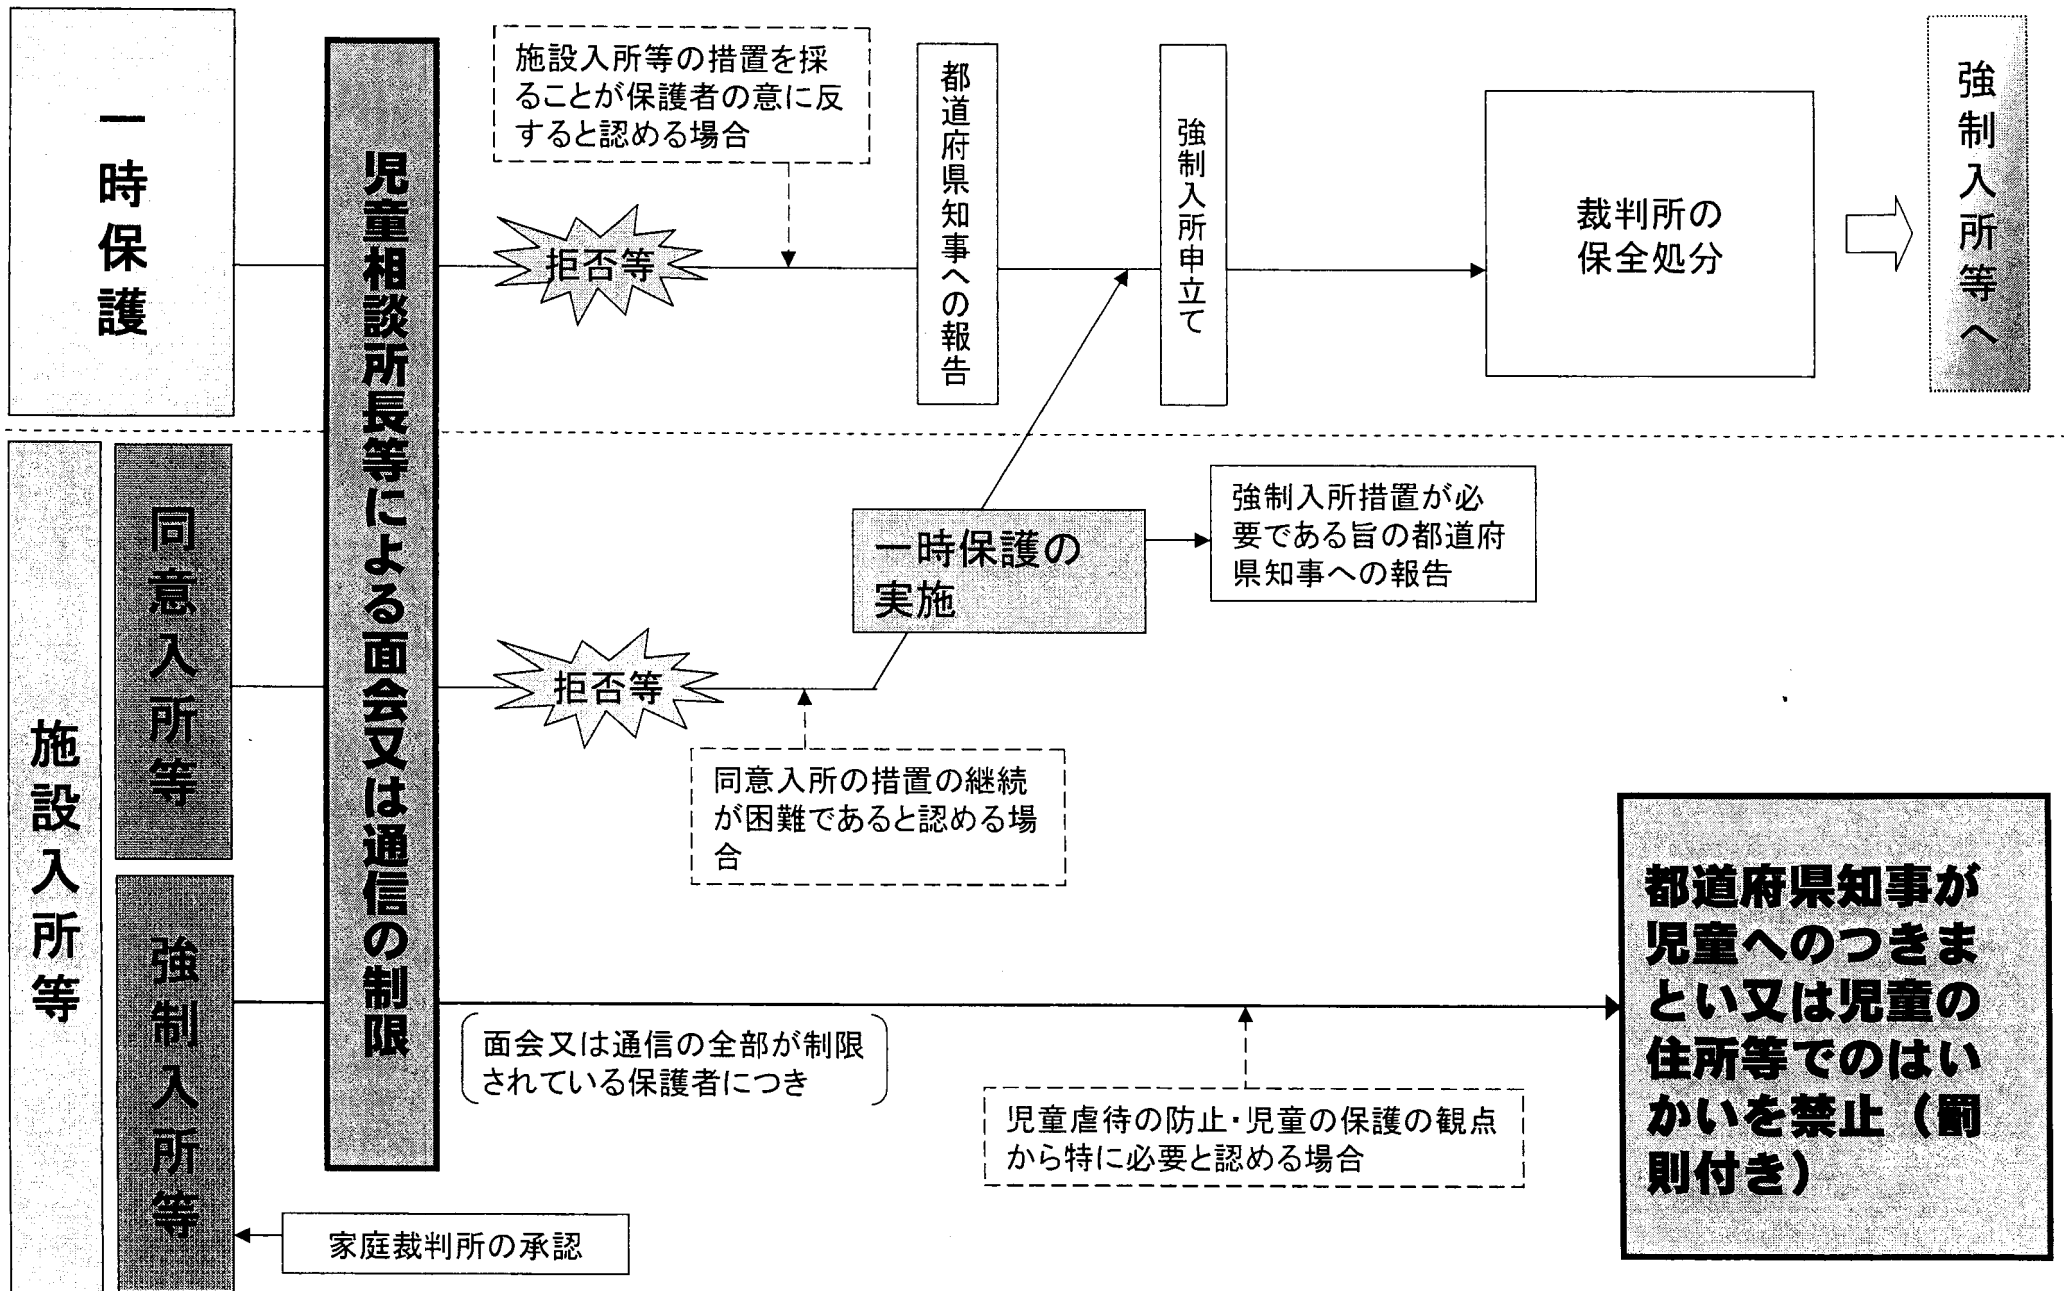 一時保護
児童相談所長等による面会又は通信の制限
施設入所等の措置を採
ることが保護者の意に反
すると認める場合
拒否等
都道府県知事への報告
強制入所申立て
裁判所の
保全処分
強制入所等へ
施設入所等
同意入所等
拒否等
同意入所の措置の継続
が困難であると認める場
合
一時保護の
実施
強制入所措置が必
要である旨の都道府
県知事への報告
強制入所等
家庭裁判所の承認
面会又は通信の全部が制限
されている保護者につき
児童虐待の防止・児童の保護の観点
から特に必要と認める場合
都道府県知事が
児童へのつきま
とい又は児童の
住所等でのはい
かいを禁止（罰
則付き）